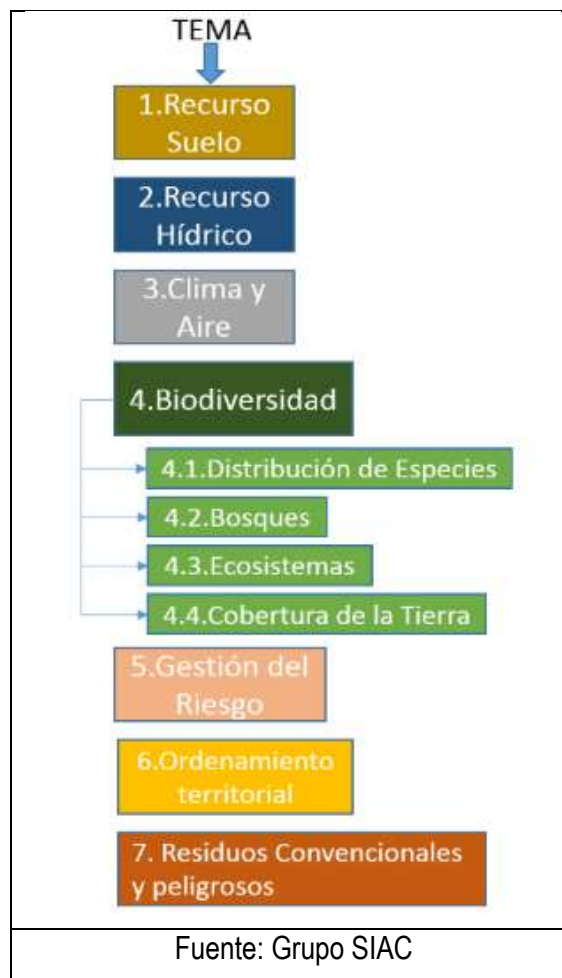 TEMA
1.Recurso
Suelo
2.Recurso
Hídrico
3.Clima y
Aire
4.Biodiversidad
4.1.Distribución de Especies
4.2.Bosques
4.3.Ecosistemas
4.4.Cobertura de la Tierra
5.Gestión del
Riesgo
6.Ordenamiento
territorial
7. Residuos Convencionales
y peligrosos
Fuente: Grupo SIAC